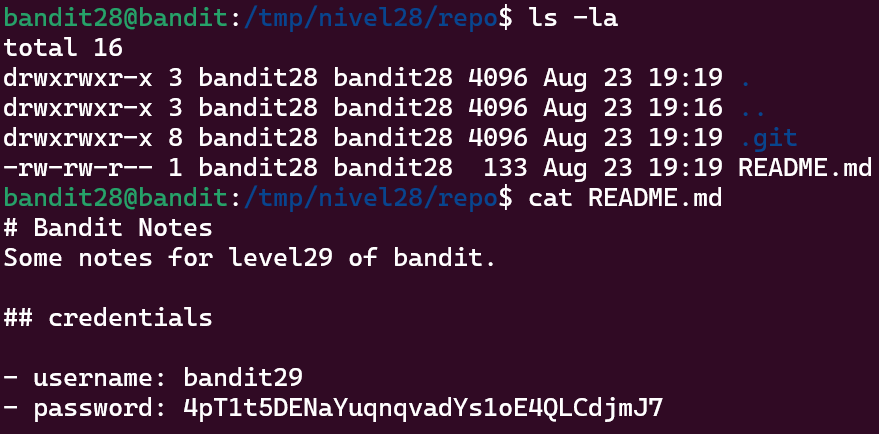 bandit28@bandit:/tmp/nivel28/repo$ ls -la
total 16
drwxrwxr-x 3 bandit28 bandit28 4096 Aug 23 19:19 .
drwxrwxr-x 3 bandit28 bandit28 4096 Aug 23 19:16 ..
drwxrwxr-x 8 bandit28 bandit28 4096 Aug 23 19:19 .git
-rw-rw-r-- 1 bandit28 bandit28  133 Aug 23 19:19 README.md
bandit28@bandit:/tmp/nivel28/repo$ cat README.md
# Bandit Notes
Some notes for level29 of bandit.
## credentials
- username: bandit29
- password: 4pT1t5DENaYuqnqvadYs1oE4QLCdjmJ7